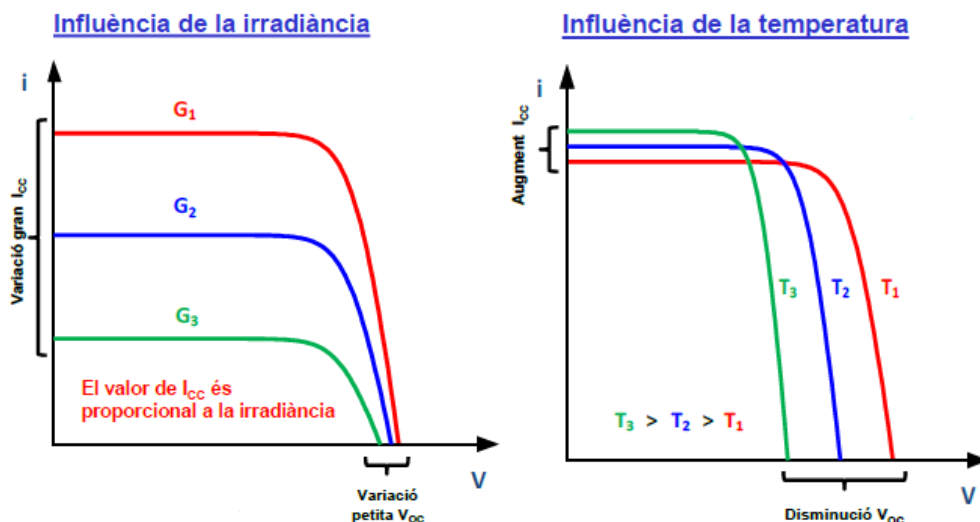 Influència de la irradiància
i
G1
G2
G3
Variació gran ICC
El valor de ICC és
proporcional a la irradiància
V
Variació
petita VOC
Influència de la temperatura
i
Augment ICC
T3
T2
T1
T3 > T2 > T1
V
Disminució VOC